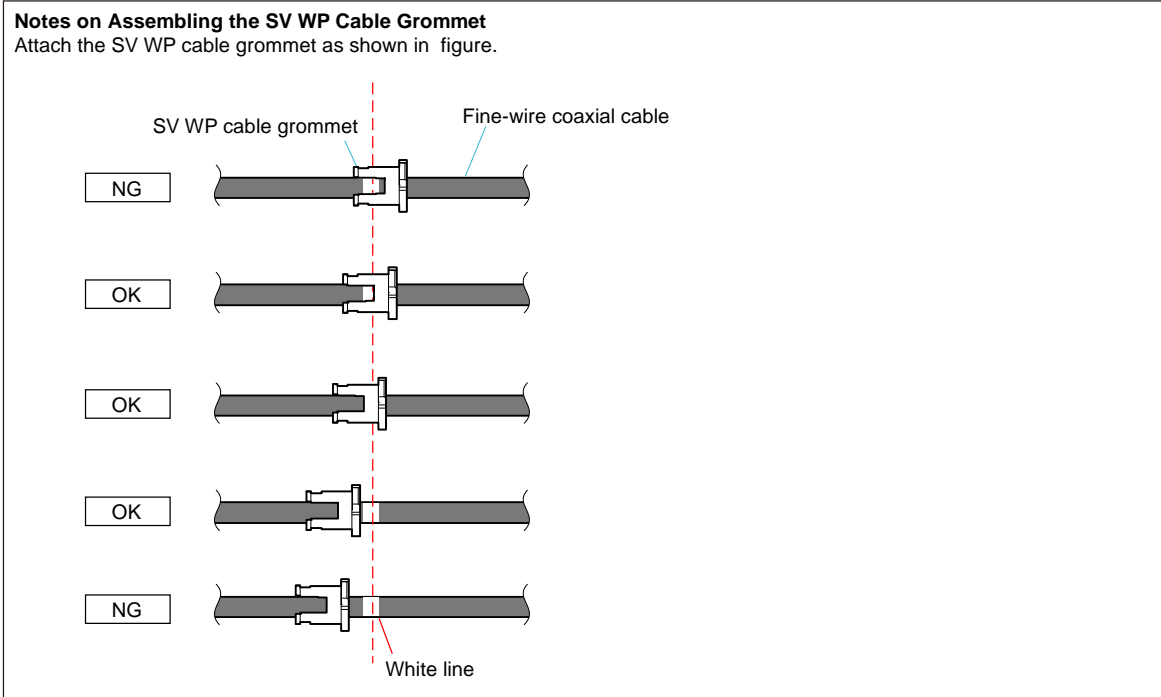 Notes on Assembling the SV WP Cable Grommet
Attach the SV WP cable grommet as shown in figure.
SV WP cable grommet
Fine-wire coaxial cable
NG
OK
OK
OK
NG
White line